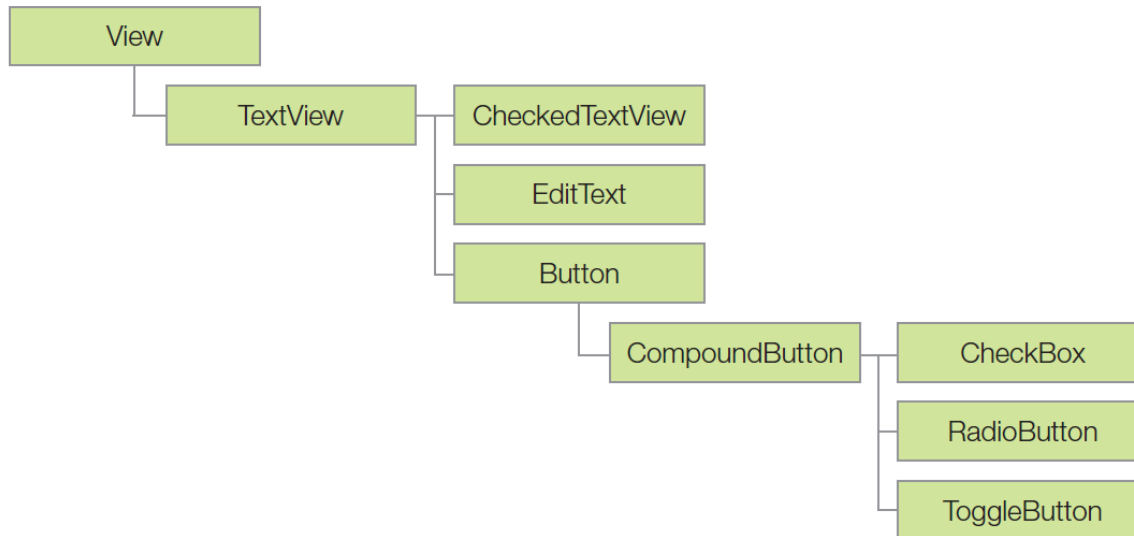 View
TextView
CheckedTextView
EditText
Button
CompoundButton
CheckBox
RadioButton
ToggleButton